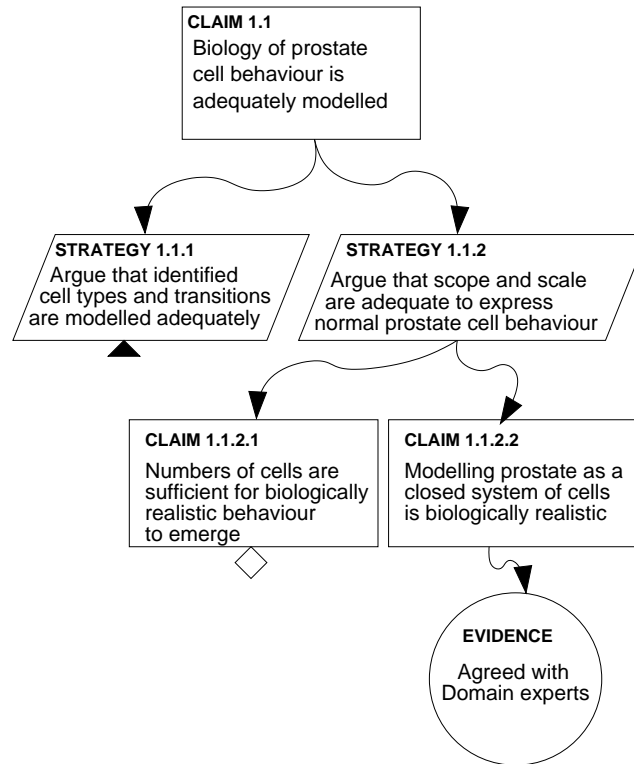 CLAIM 1.1
Biology of prostate
cell behaviour is
adequately modelled
STRATEGY 1.1.1
Argue that identified
cell types and transitions
are modelled adequately
STRATEGY 1.1.2
Argue that scope and scale
are adequate to express
normal prostate cell behaviour
CLAIM 1.1.2.1
Numbers of cells are
sufficient for biologically
realistic behaviour
to emerge
CLAIM 1.1.2.2
Modelling prostate as a
closed system of cells
is biologically realistic
EVIDENCE
Agreed with
Domain experts